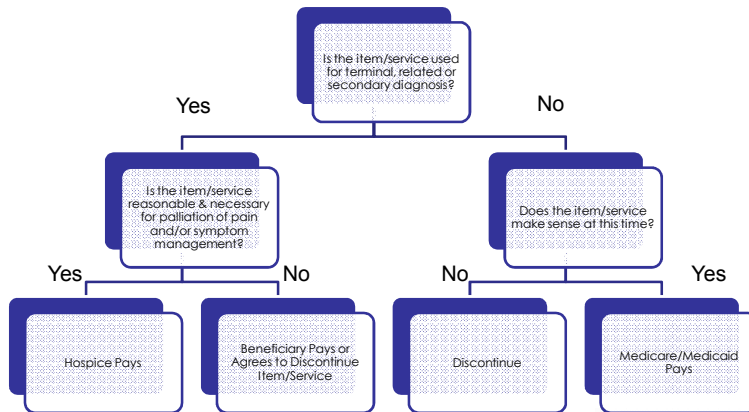 Is the item/service used
for terminal, related or
secondary diagnosis?
Yes
No
Is the item/service
reasonable & necessary
for palliation of pain
and/or symptom
management?
Does the item/service
make sense at this time?
Yes
No
No
Yes
Hospice Pays
Beneficiary Pays or
Agrees to Discontinue
Item/Service
Discontinue
Medicare/Medicaid
Pays